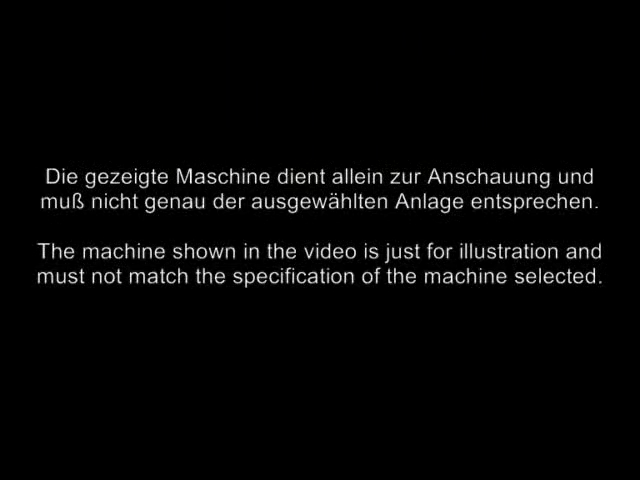 Die gezeigte Maschine dient allein zur Anschauung und
muß nicht genau der ausgewählten Anlage entsprechen.
The machine shown in the video is just for illustration and
must not match the specification of the machine selected.